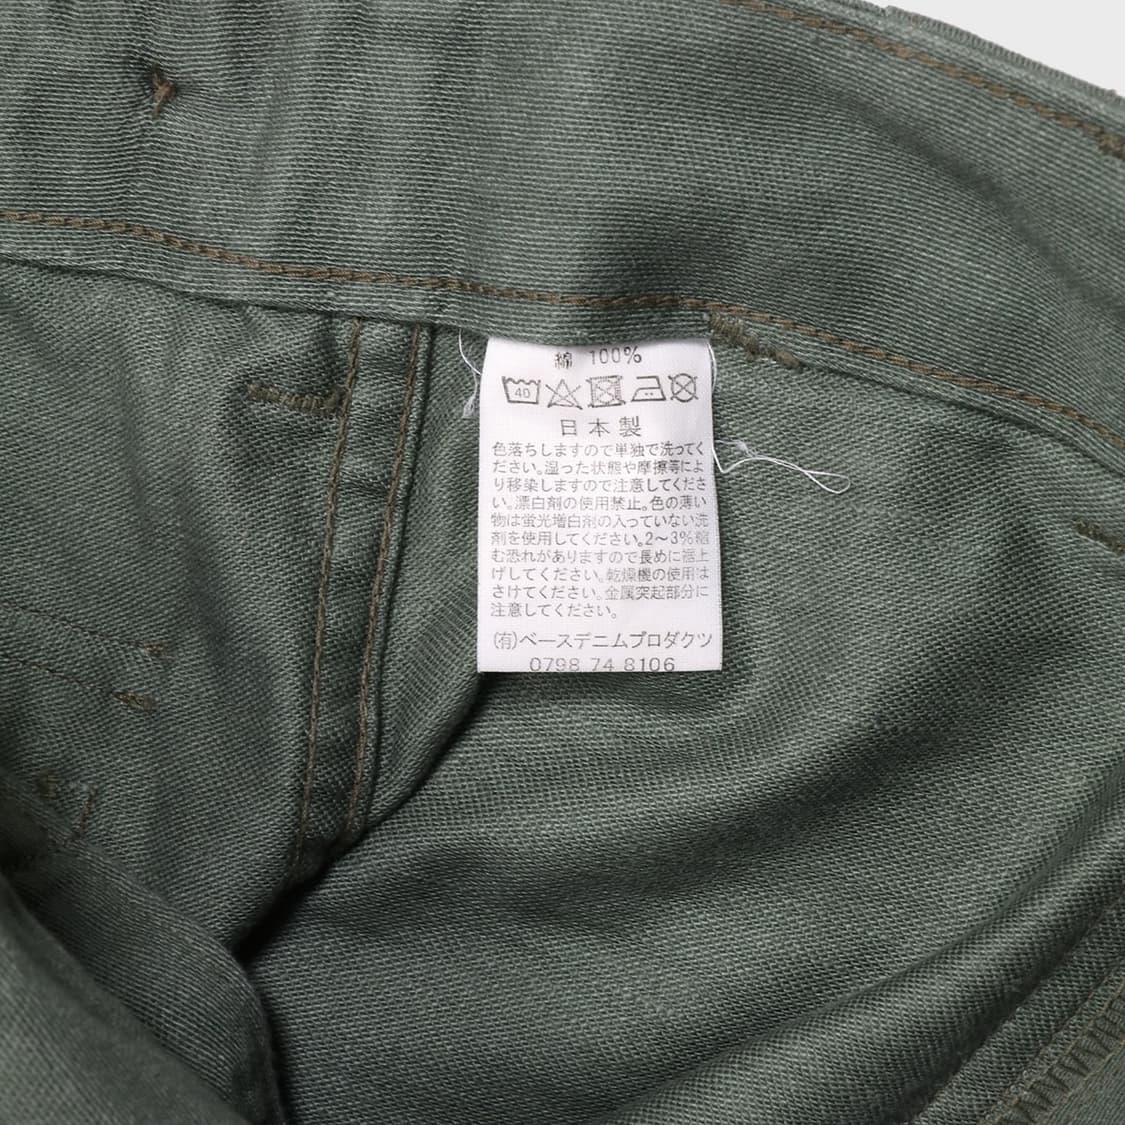 綿 100%
40
日本製
色落ちしますので単独で洗ってく
ださい。湿った状態や摩擦等によ
り移染しますので注意してくださ
い。漂白剤の使用禁止。色の薄い
物は蛍光増白剤の入っていない洗
剤を使用してください。2～3%縮
む恐れがありますので長めに裾上
げしてください。乾燥機の使用は
さけてください。金属突起部分に
注意してください。
(有)ベースデニムプロダクツ
0798 74 8106